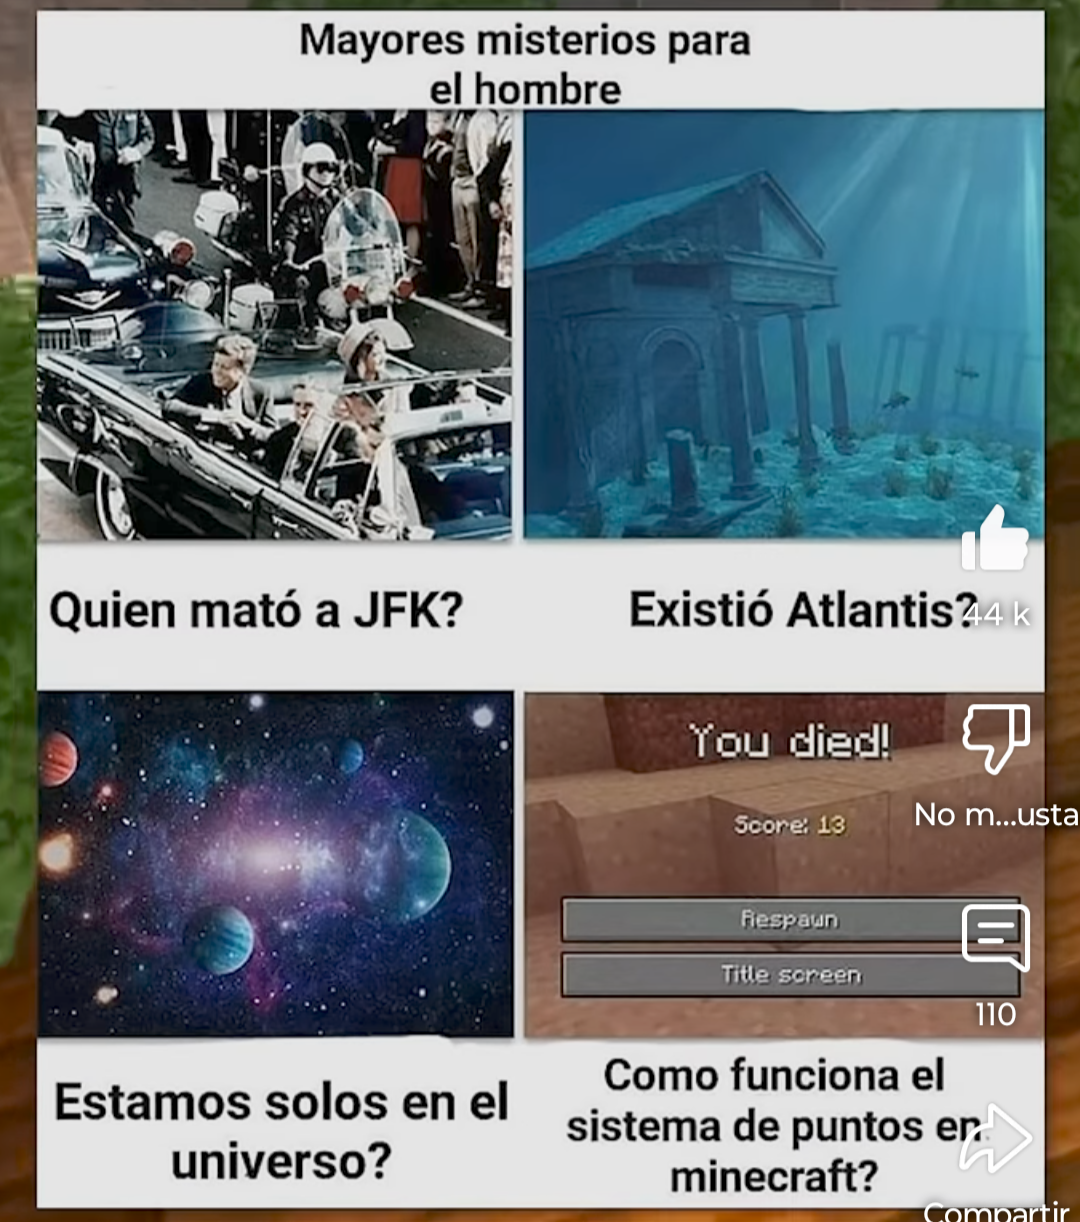 Mayores misterios para
el hombre
Quien mató a JFK?
Existió Atlantis?
44 k
You died!
Score: 13
No m...usta
Respawn
Title screen
110
Estamos solos en el
universo?
Como funciona el
sistema de puntos en
minecraft?
Compartir